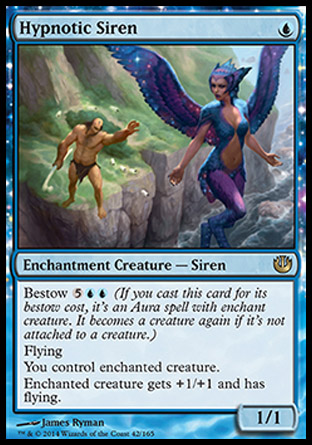 Hypnotic Siren
Enchantment Creature — Siren
Bestow 5 (If you cast this card for its
bestow cost, it's an Aura spell with enchant
creature. It becomes a creature again if it's not
attached to a creature.)
Flying
You control enchanted creature.
Enchanted creature gets +1/+1 and has
flying.
James Ryman
™ & © 2014 Wizards of the Coast 42/165
1/1